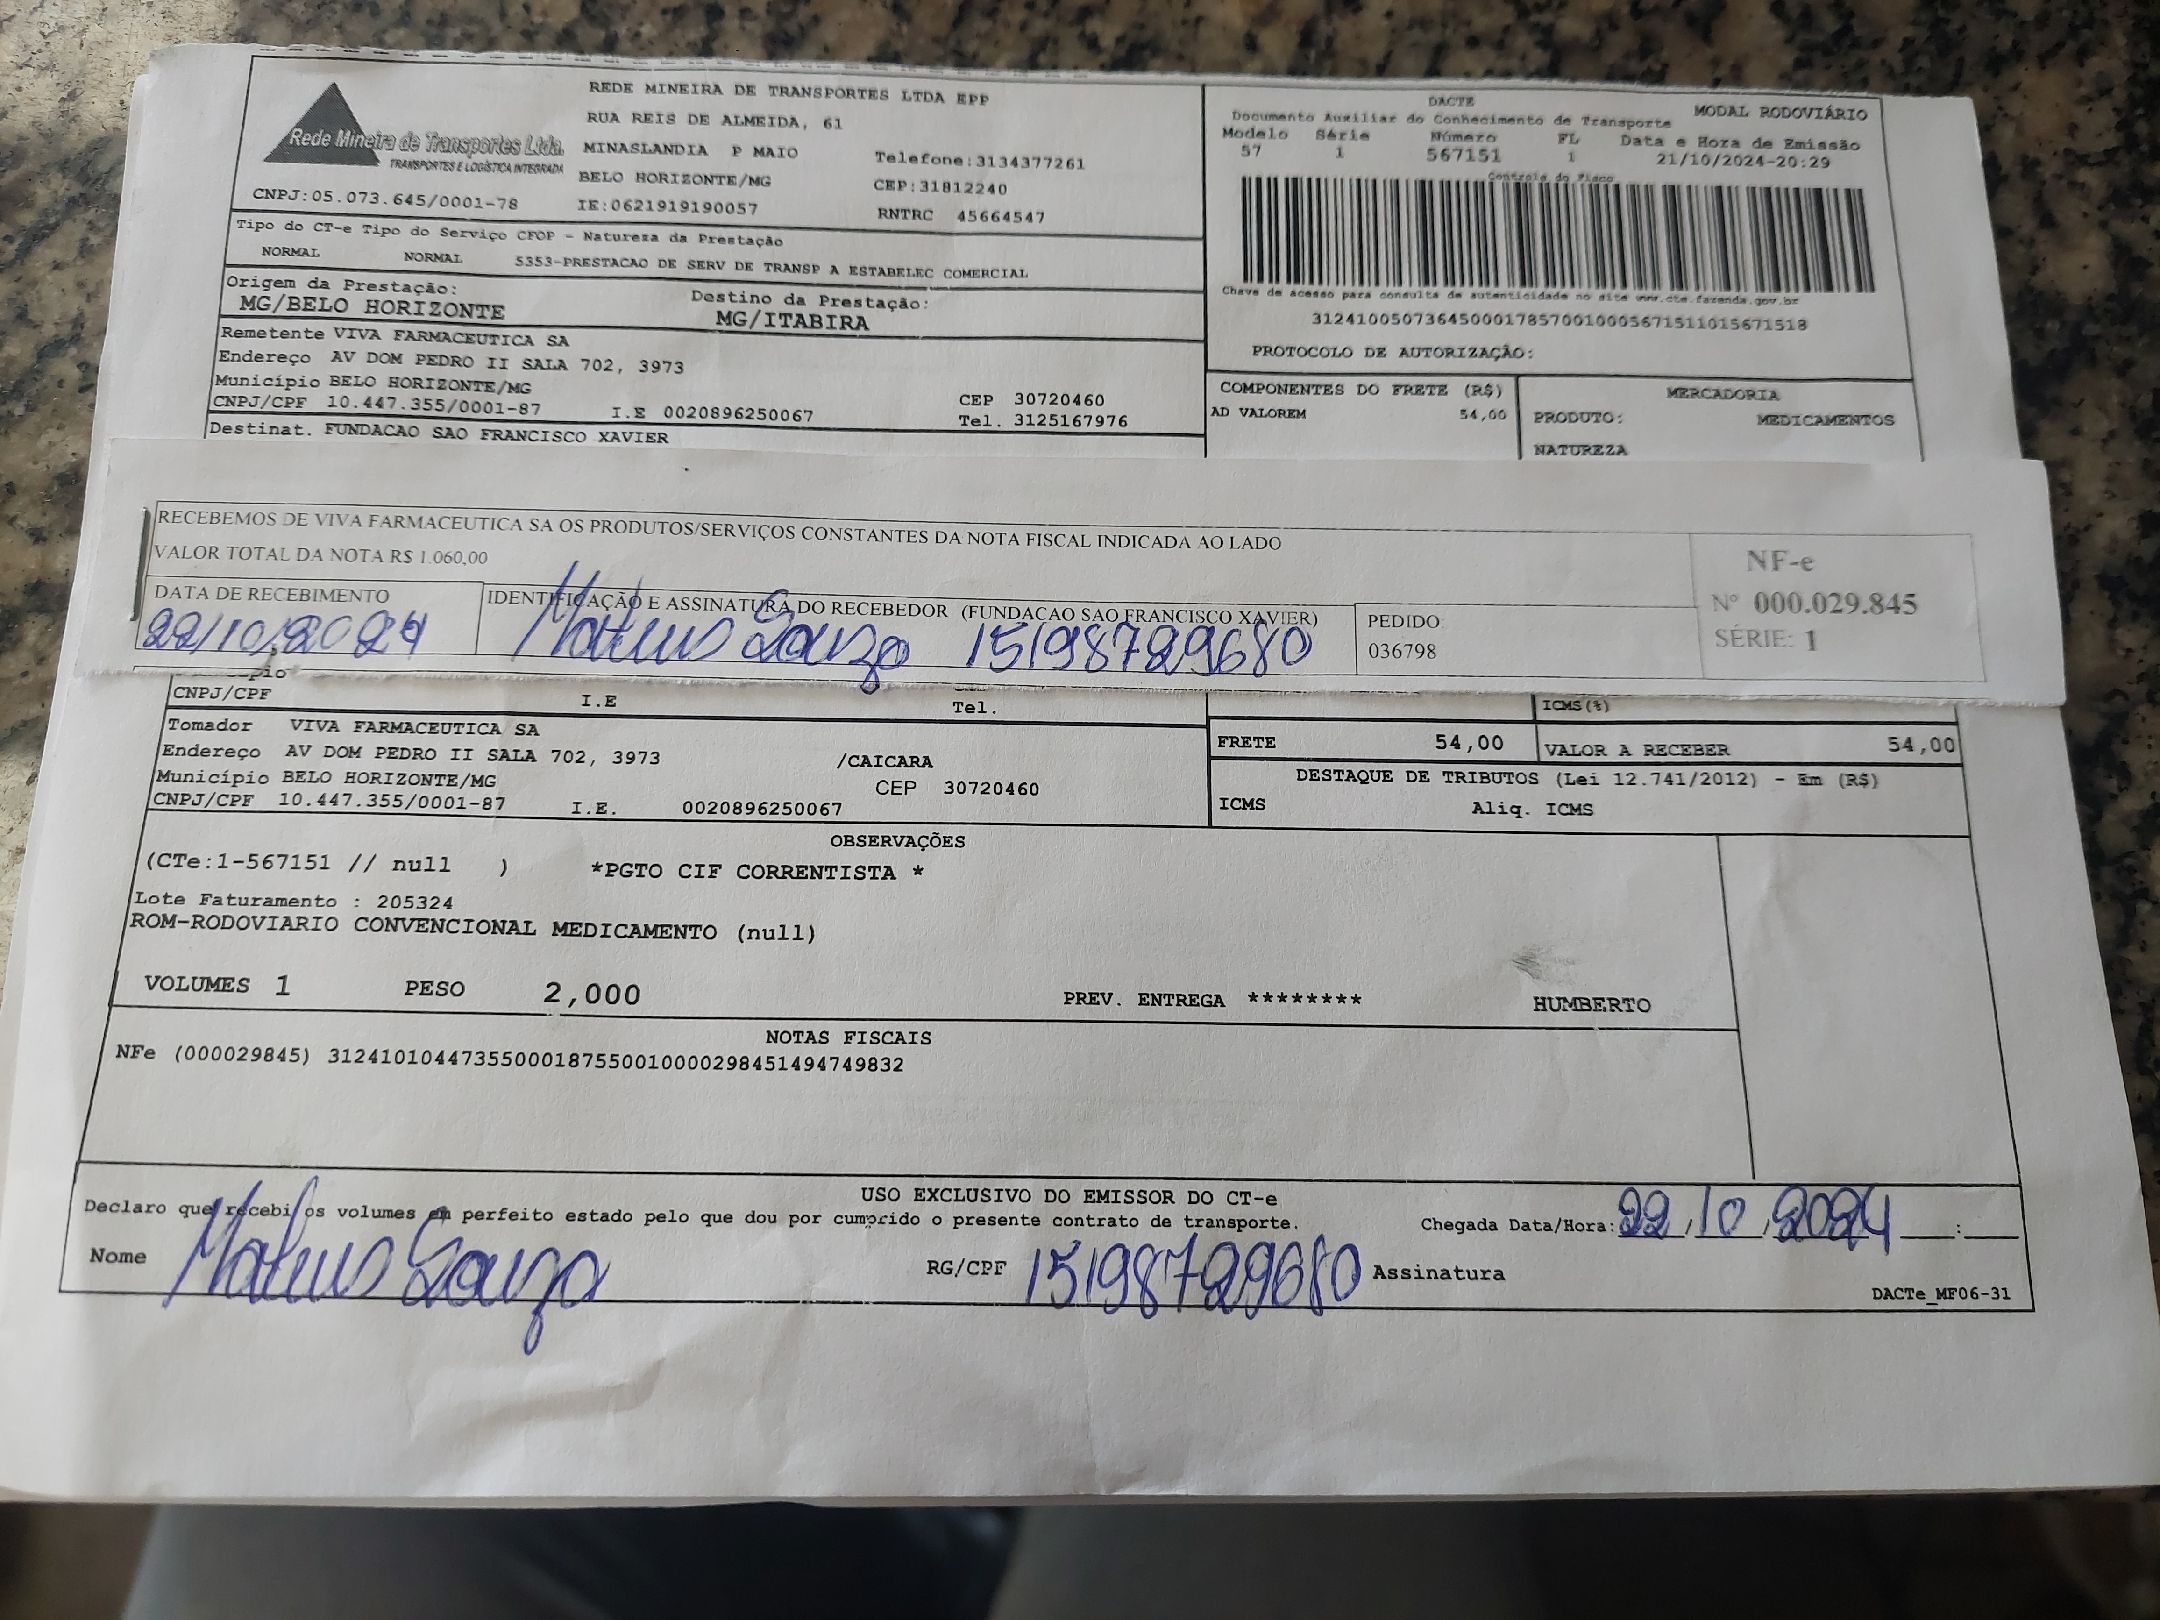 Rede Mineira de Transportes Ltda.
TRANSPORTES E LOGÍSTICA INTEGRADA
CNPJ:05.073.645/0001-78
REDE MINEIRA DE TRANSPORTES LTDA EPP
RUA REIS DE ALMEIDA, 61
MINASLANDIA P MAIO Telefone:3134377261
BELO HORIZONTE/MG CEP:31812240
IE:0621919190057 RNTRC 45664547
DACTE MODAL RODOVIÁRIO
Documento Auxiliar do Conhecimento de Transporte
Modelo Série Número FL Data e Hora de Emissão
57 1 567151 1 21/10/2024-20:29
Controle do Fisco
Chave de acesso para consulta de autenticidade no site www.cte.fazenda.gov.br
31241005073645000178570010005671511015671518
PROTOCOLO DE AUTORIZAÇÃO:
Tipo do CT-e Tipo do Serviço CFOP - Natureza da Prestação
NORMAL NORMAL 5353-PRESTACAO DE SERV DE TRANSP A ESTABELEC COMERCIAL
Origem da Prestação: Destino da Prestação:
MG/BELO HORIZONTE MG/ITABIRA
Remetente VIVA FARMACEUTICA SA
Endereço AV DOM PEDRO II SALA 702, 3973
Município BELO HORIZONTE/MG CEP 30720460
CNPJ/CPF 10.447.355/0001-87 I.E 0020896250067 Tel. 3125167976
Destinat. FUNDACAO SAO FRANCISCO XAVIER
COMPONENTES DO FRETE (R$)
AD VALOREM 54,00
MERCADORIA
PRODUTO: MEDICAMENTOS
NATUREZA
RECEBEMOS DE VIVA FARMACEUTICA SA OS PRODUTOS/SERVIÇOS CONSTANTES DA NOTA FISCAL INDICADA AO LADO
VALOR TOTAL DA NOTA R$ 1.060,00
DATA DE RECEBIMENTO
22/10/2024
IDENTIFICAÇÃO E ASSINATURA DO RECEBEDOR (FUNDACAO SAO FRANCISCO XAVIER)
Mateus Souza 15198729680
PEDIDO
036798
NF-e
Nº 000.029.845
SÉRIE: 1
CNPJ/CPF I.E Tel.
ICMS(%)
Tomador VIVA FARMACEUTICA SA
Endereço AV DOM PEDRO II SALA 702, 3973 /CAICARA
Município BELO HORIZONTE/MG CEP 30720460
CNPJ/CPF 10.447.355/0001-87 I.E. 0020896250067
FRETE 54,00 VALOR A RECEBER 54,00
DESTAQUE DE TRIBUTOS (Lei 12.741/2012) - Em (R$)
ICMS Aliq. ICMS
OBSERVAÇÕES
(CTe:1-567151 // null ) *PGTO CIF CORRENTISTA *
Lote Faturamento : 205324
ROM-RODOVIARIO CONVENCIONAL MEDICAMENTO (null)
VOLUMES 1 PESO 2,000 PREV. ENTREGA ******** HUMBERTO
NOTAS FISCAIS
NFe (000029845) 31241010447355000187550010000298451494749832
USO EXCLUSIVO DO EMISSOR DO CT-e
Declaro que recebi os volumes em perfeito estado pelo que dou por cumprido o presente contrato de transporte. Chegada Data/Hora: 22/10/2024 :
Nome Mateus Souza RG/CPF 15198729680 Assinatura
DACTe_MF06-31